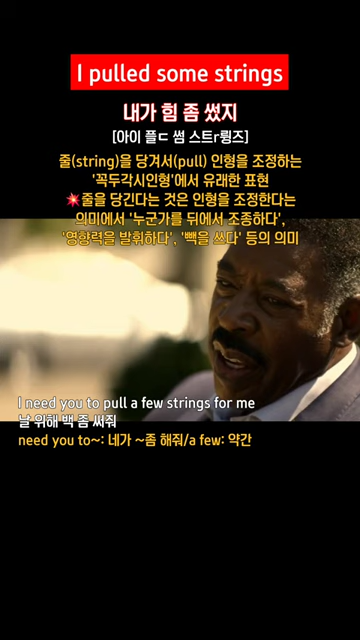 I pulled some strings
내가 힘 좀 썼지
[아이 플ㄷ 썸 스트r륑즈]
줄(string)을 당겨서(pull) 인형을 조정하는
'꼭두각시인형'에서 유래한 표현
💥줄을 당긴다는 것은 인형을 조정한다는
의미에서 '누군가를 뒤에서 조종하다',
'영향력을 발휘하다', '빽을 쓰다' 등의 의미
I need you to pull a few strings for me
날 위해 백 좀 써줘
need you to~: 네가 ~좀 해줘/a few: 약간